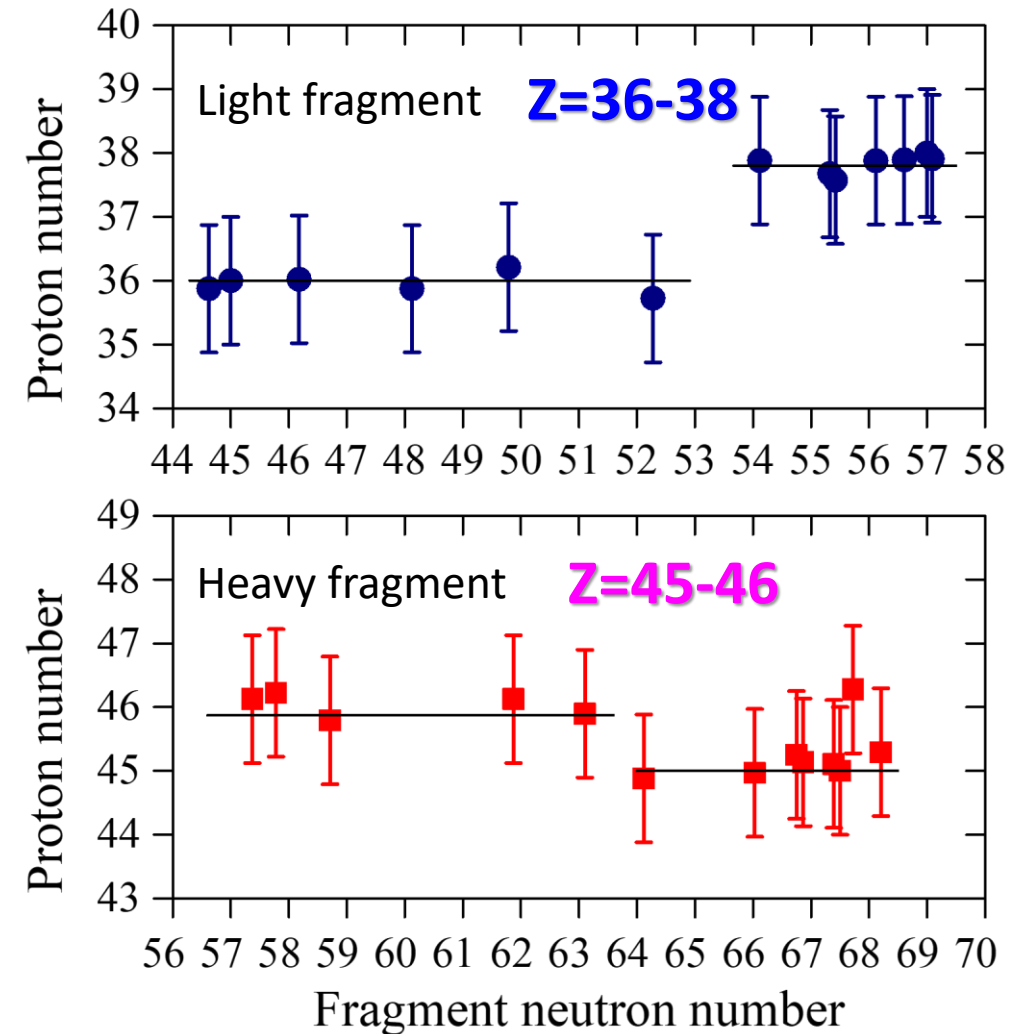 40
39
38
37
36
35
34
Proton number
Light fragment Z=36-38
44 45 46 47 48 49 50 51 52 53 54 55 56 57 58
49
48
47
46
45
44
43
Proton number
Heavy fragment Z=45-46
56 57 58 59 60 61 62 63 64 65 66 67 68 69 70
Fragment neutron number